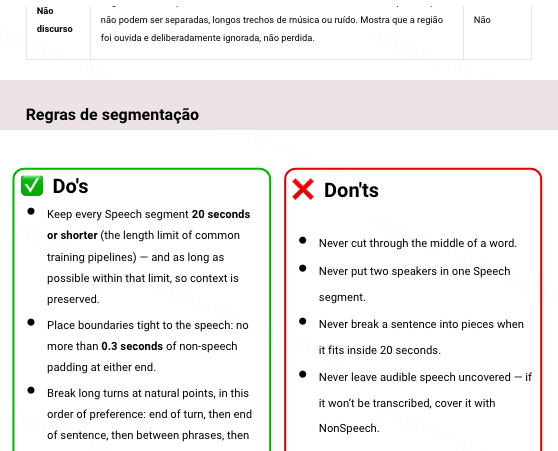 Não
discurso
não podem ser separadas, longos trechos de música ou ruído. Mostra que a região
foi ouvida e deliberadamente ignorada, não perdida.
Não
Regras de segmentação
Do's
Keep every Speech segment 20 seconds
or shorter (the length limit of common
training pipelines) — and as long as
possible within that limit, so context is
preserved.
Place boundaries tight to the speech: no
more than 0.3 seconds of non-speech
padding at either end.
Break long turns at natural points, in this
order of preference: end of turn, then end
of sentence, then between phrases, then
Don'ts
Never cut through the middle of a word.
Never put two speakers in one Speech
segment.
Never break a sentence into pieces when
it fits inside 20 seconds.
Never leave audible speech uncovered — if
it won't be transcribed, cover it with
NonSpeech.